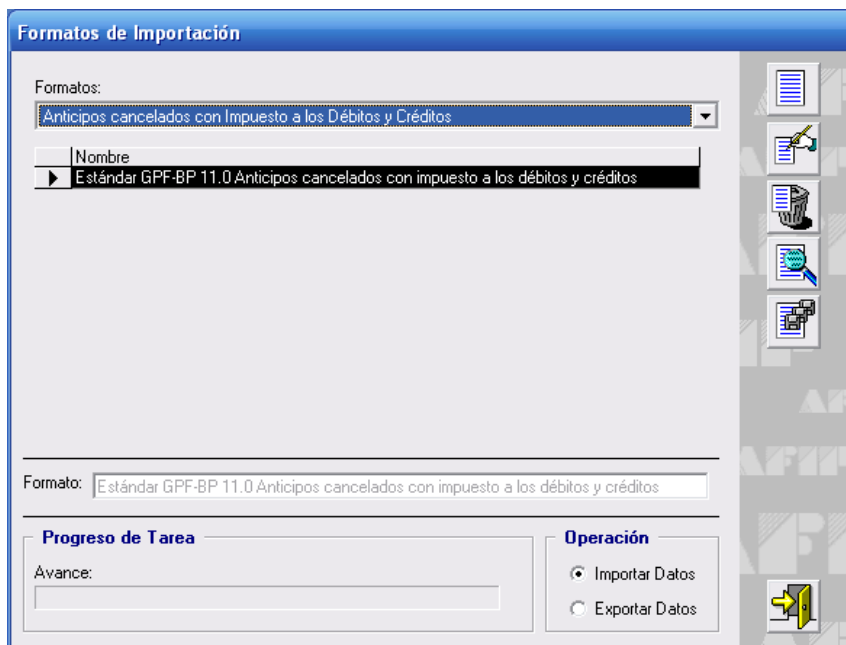 Formatos de Importación
Formatos:
Anticipos cancelados con Impuesto a los Débitos y Créditos
Nombre
Estándar GPF-BP 11.0 Anticipos cancelados con impuesto a los débitos y créditos
Formato: Estándar GPF-BP 11.0 Anticipos cancelados con impuesto a los débitos y créditos
Progreso de Tarea
Operación
Avance:
Importar Datos
Exportar Datos